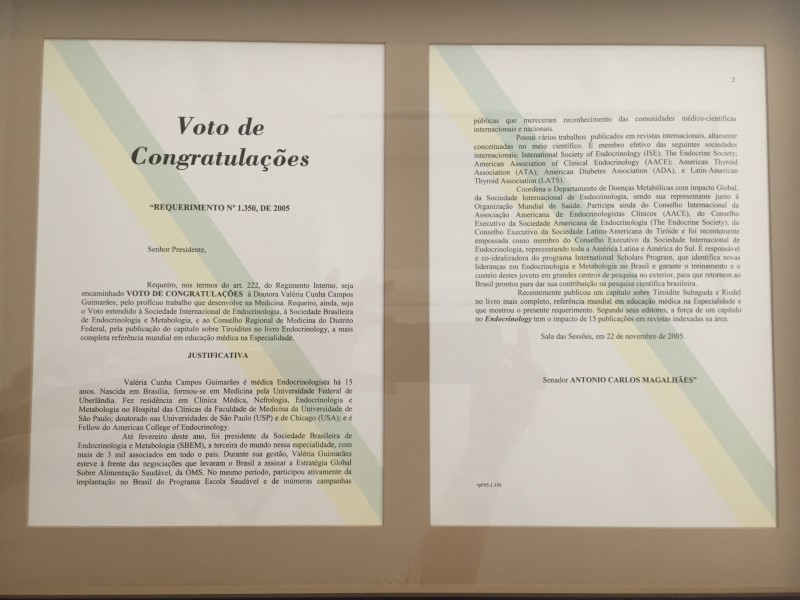 Voto de
Congratulações
"REQUERIMENTO Nº 1.350, DE 2005
Senhor Presidente,
Requeiro, nos termos do art. 222, do Regimento Interno, seja
encaminhado VOTO DE CONGRATULAÇÕES à Doutora Valéria Cunha Campos
Guimarães, pelo profícuo trabalho que desenvolve na Medicina. Requeiro, ainda, seja
o Voto estendido à Sociedade Internacional de Endocrinologia, à Sociedade Brasileira
de Endocrinologia e Metabologia, e ao Conselho Regional de Medicina do Distrito
Federal, pela publicação do capítulo sobre Tiroidites no livro Endocrinology, a mais
completa referência mundial em educação médica na Especialidade.
JUSTIFICATIVA
Valéria Cunha Campos Guimarães é médica Endocrinologista há 15
anos. Nascida em Brasília, formou-se em Medicina pela Universidade Federal de
Uberlândia. Fez residência em Clínica Médica, Nefrologia, Endocrinologia e
Metabologia no Hospital das Clínicas da Faculdade de Medicina da Universidade de
São Paulo; doutorado nas Universidades de São Paulo (USP) e de Chicago (USA); e é
Fellow do American College of Endocrinology.
Até fevereiro deste ano, foi presidente da Sociedade Brasileira de
Endocrinologia e Metabologia (SBEM), a terceira do mundo nessa especialidade, com
mais de 3 mil associados em todo o país. Durante sua gestão, Valéria Guimarães
esteve à frente das negociações que levaram o Brasil a assinar a Estratégia Global
Sobre Alimentação Saudável, da OMS. No mesmo período, participou ativamente da
implantação no Brasil do Programa Escola Saudável e de inúmeras campanhas
2
públicas que mereceram reconhecimento das comunidades médico-científicas
internacionais e nacionais.
Possui vários trabalhos publicados em revistas internacionais, altamente
conceituadas no meio científico. É membro efetivo das seguintes sociedades
internacionais: International Society of Endocrinology (ISE); The Endocrine Society;
American Association of Clinical Endocrinology (AACE); American Thyroid
Association (ATA); American Diabetes Association (ADA), e Latin-American
Thyroid Association (LATS).
Coordena o Departamento de Doenças Metabólicas com impacto Global,
da Sociedade Internacional de Endocrinologia, sendo sua representante junto à
Organização Mundial de Saúde. Participa ainda do Conselho Internacional da
Associação Americana de Endocrinologistas Clínicos (AACE), do Conselho
Executivo da Sociedade Americana de Endocrinologia (The Endocrine Society); do
Conselho Executivo da Sociedade Latino-Americana de Tiróide e foi recentemente
empossada como membro do Conselho Executivo da Sociedade Internacional de
Endocrinologia, representando toda a América Latina e América do Sul. É responsável
e co-idealizadora do programa International Scholars Program, que identifica novas
lideranças em Endocrinologia e Metabologia no Brasil e garante o treinamento e o
custeio destes jovens em grandes centros de pesquisa no exterior, para que retornem ao
Brasil prontos para dar sua contribuição na pesquisa científica brasileira.
Recentemente publicou um capítulo sobre Tiroidite Subaguda e Riedel
no livro mais completo, referência mundial em educação médica na Especialidade e
que mostrou o presente requerimento. Segundo seus editores, a força de um capítulo
no Endocrinology tem o impacto de 15 publicações em revistas indexadas na área.
Sala das Sessões, em 22 de novembro de 2005.
Senador ANTONIO CARLOS MAGALHÃES"